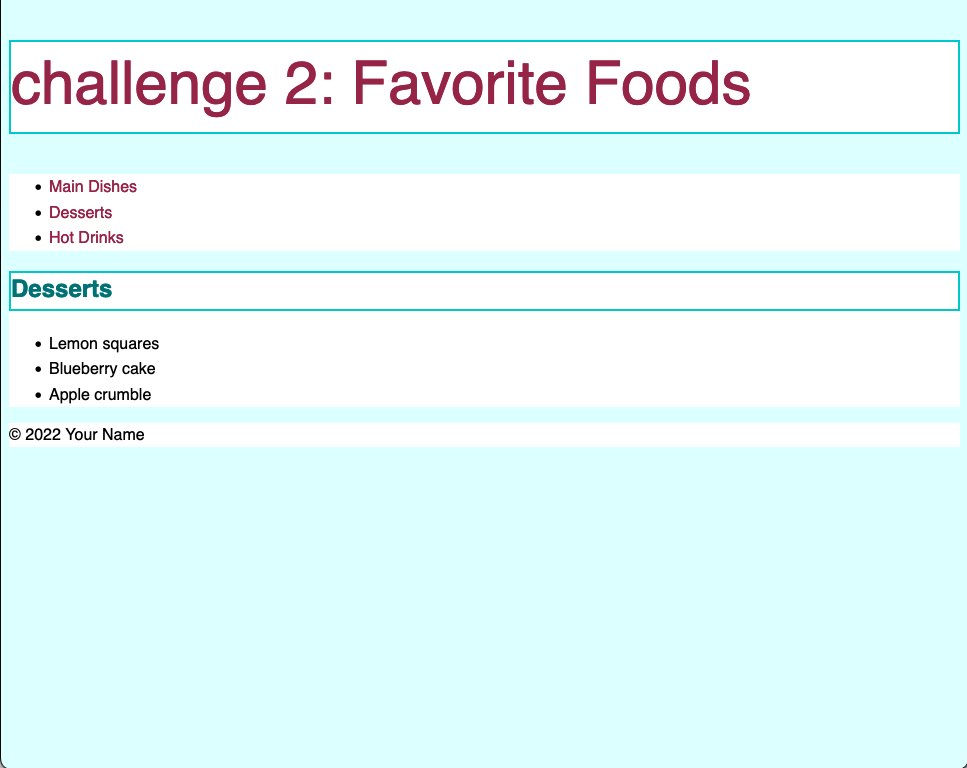 challenge 2: Favorite Foods
• Main Dishes
• Desserts
• Hot Drinks
Desserts
• Lemon squares
• Blueberry cake
• Apple crumble
© 2022 Your Name